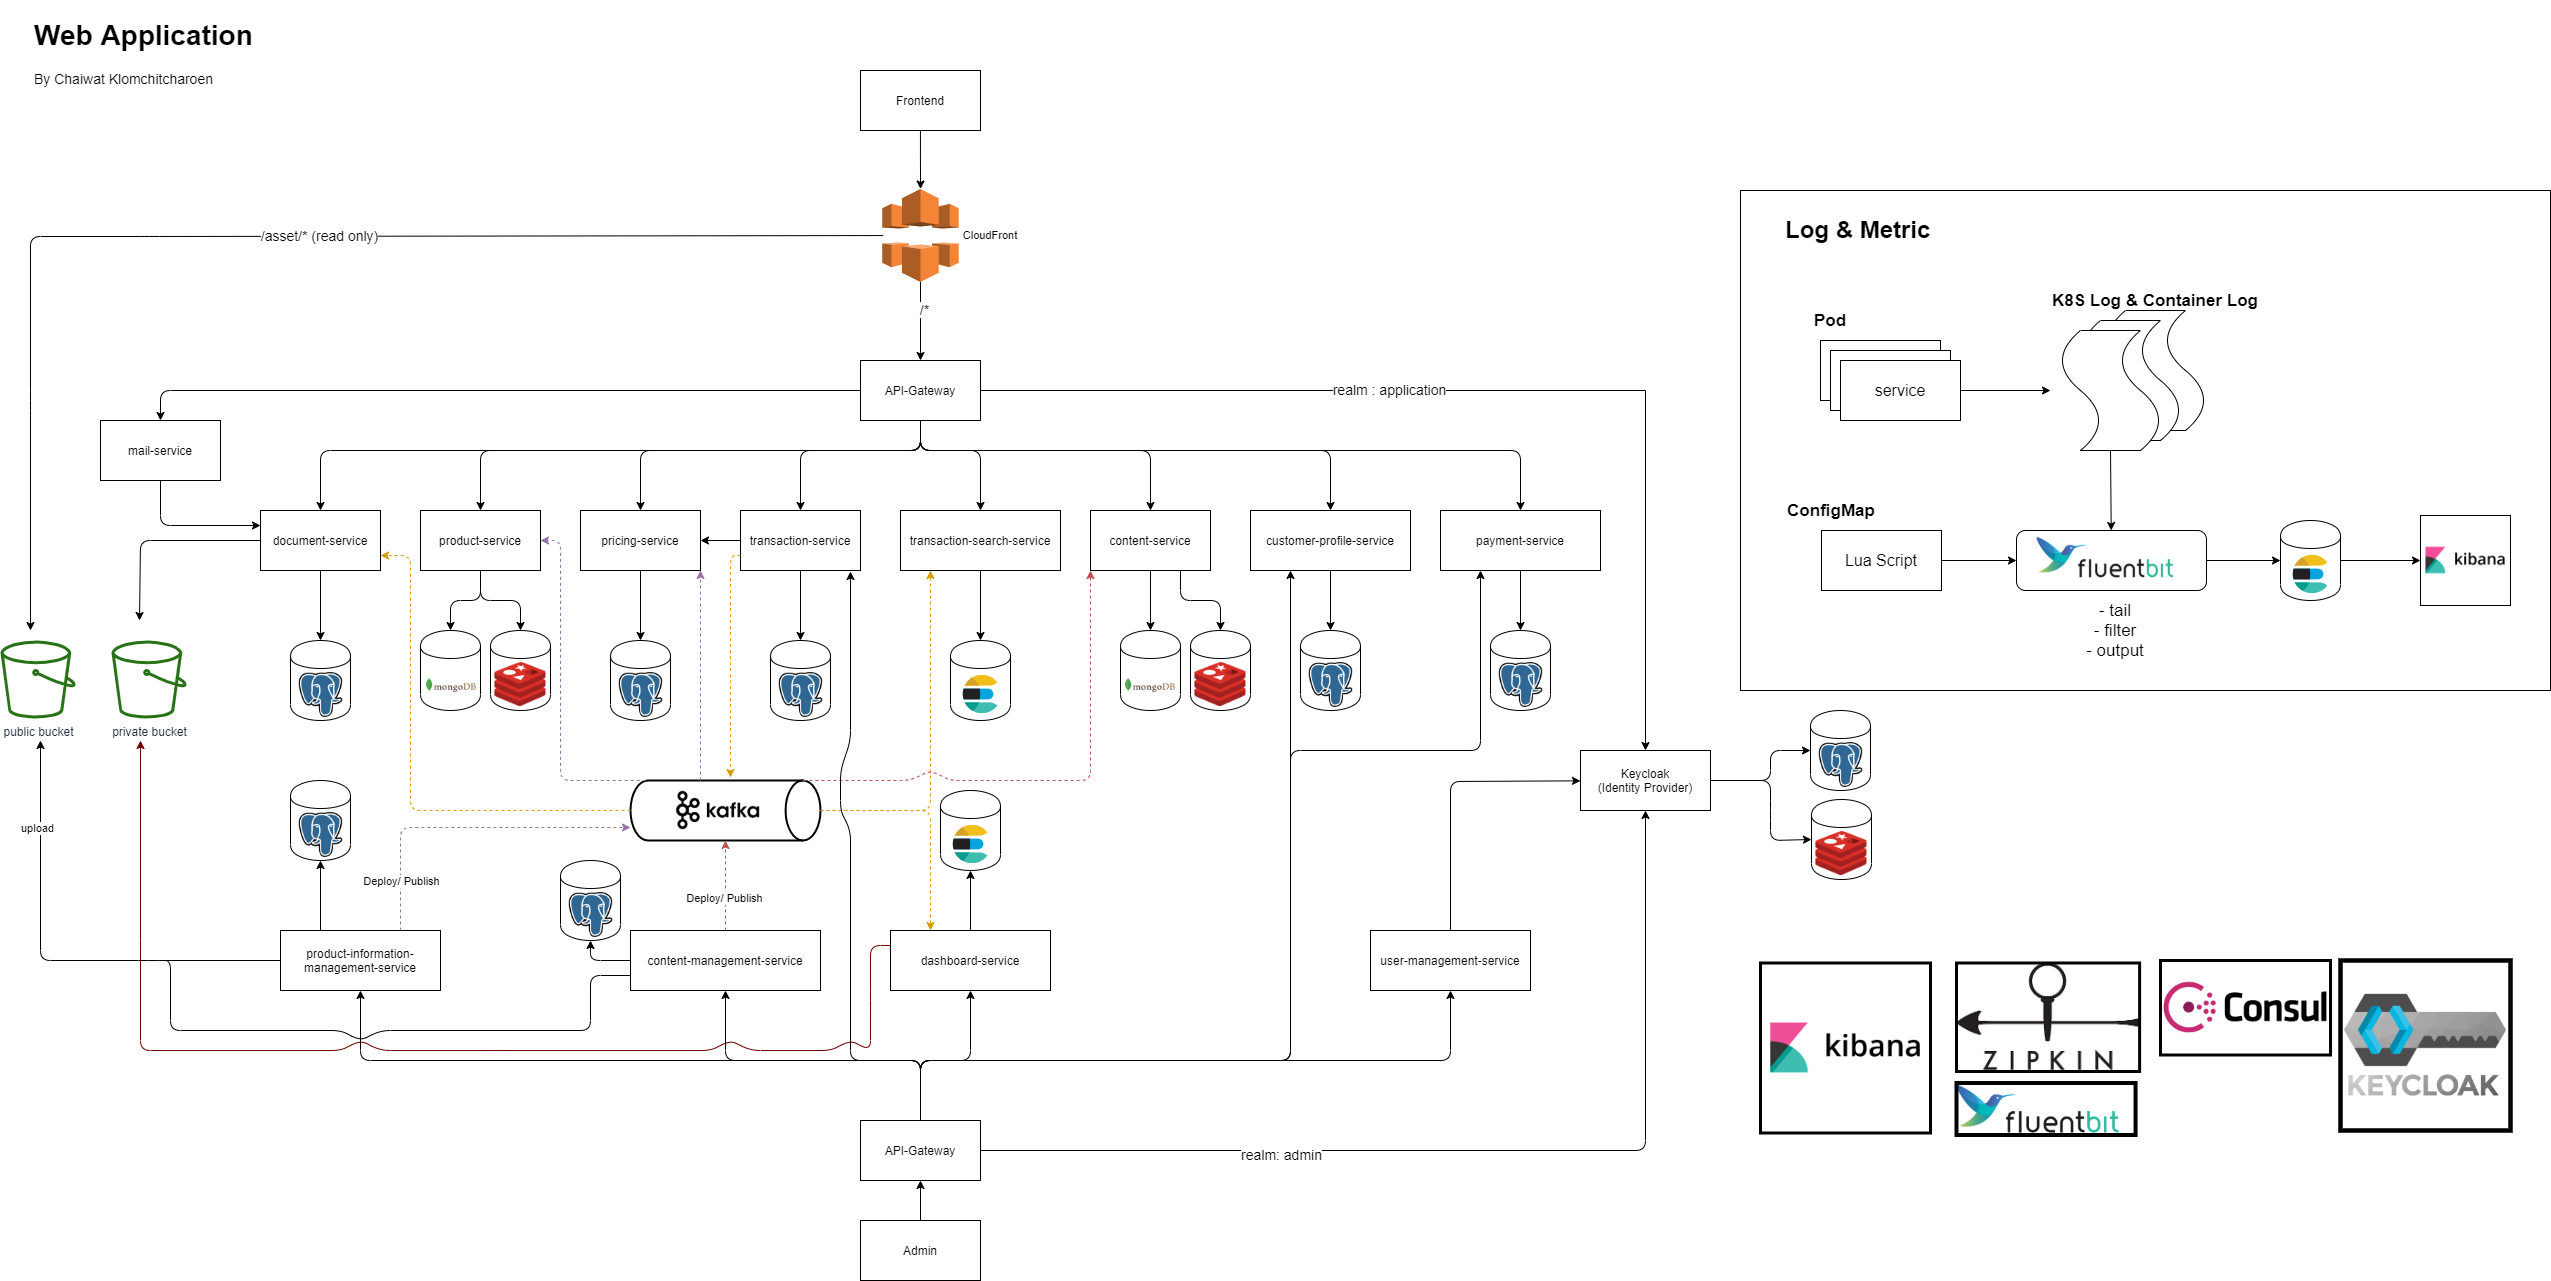 Web Application
By Chaiwat Klomchitcharoen
Frontend
CloudFront
/asset/* (read only)
/*
API-Gateway
realm : application
mail-service
document-service
product-service
pricing-service
transaction-service
transaction-search-service
content-service
customer-profile-service
payment-service
mongoDB
mongoDB
public bucket
private bucket
upload
kafka
Deploy/ Publish
Deploy/ Publish
Keycloak
(Identity Provider)
product-information-
management-service
content-management-service
dashboard-service
user-management-service
API-Gateway
realm: admin
Admin
Log & Metric
Pod
service
K8S Log & Container Log
ConfigMap
Lua Script
fluentbit
kibana
- tail
- filter
- output
kibana
ZIPKIN
fluentbit
Consul
KEYCLOAK